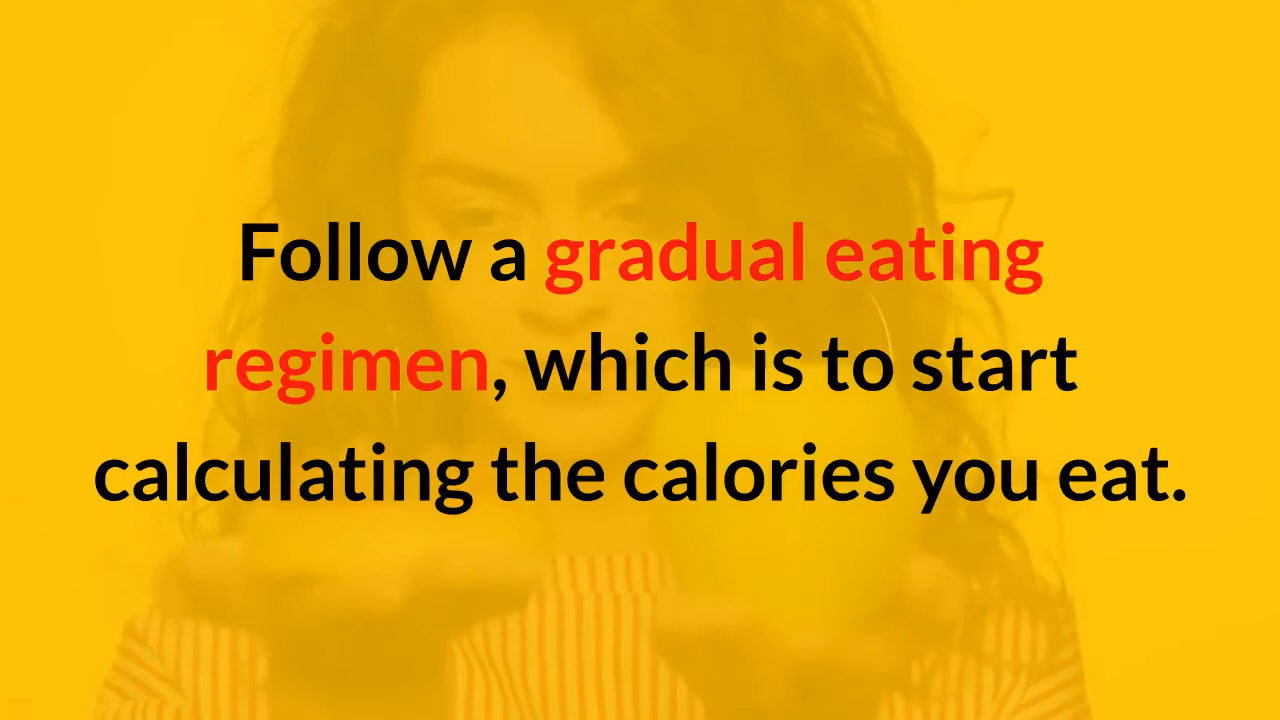 Follow a gradual eating
regimen, which is to start
calculating the calories you eat.